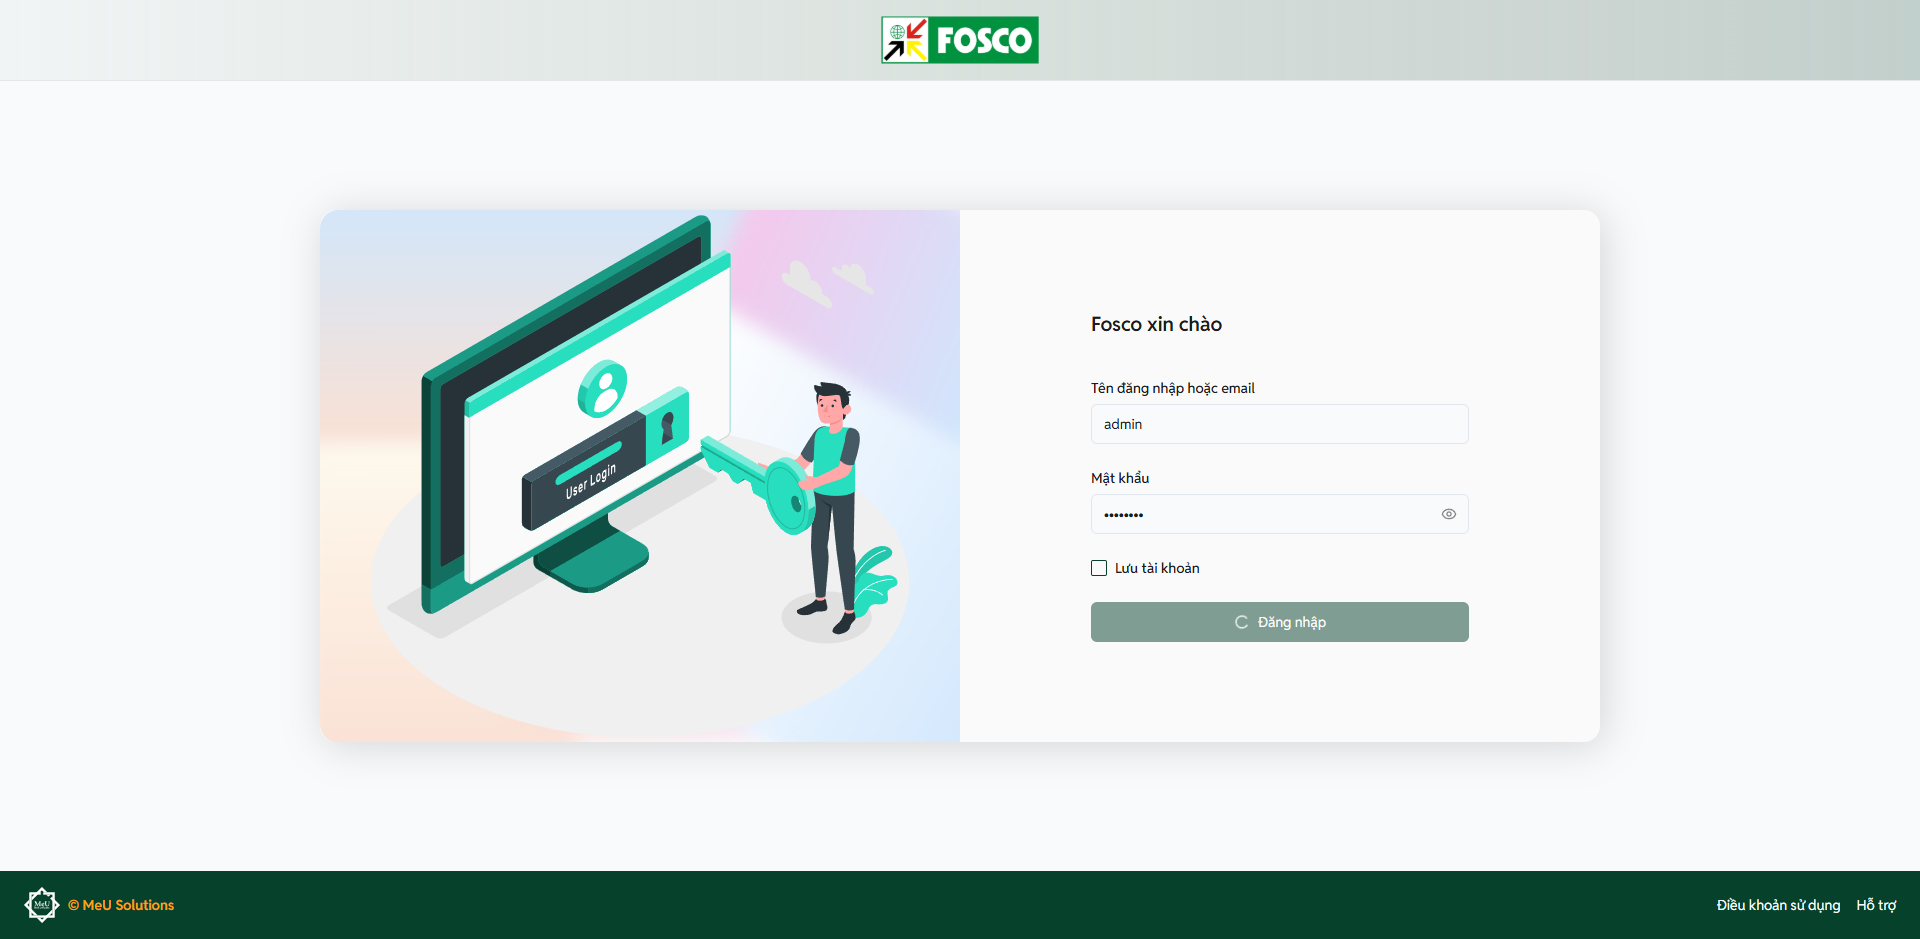 FOSCO
User Login
Fosco xin chào
Tên đăng nhập hoặc email
admin
Mật khẩu
••••••••
Lưu tài khoản
Đăng nhập
MeU
© MeU Solutions
Điều khoản sử dụng Hỗ trợ